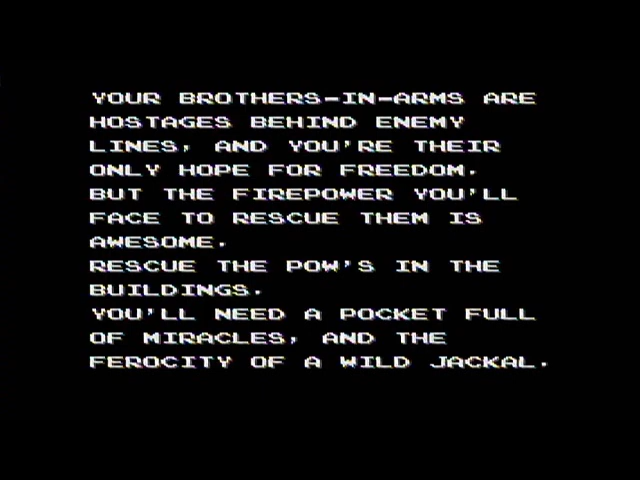 YOUR BROTHERS-IN-ARMS ARE
HOSTAGES BEHIND ENEMY
LINES, AND YOU'RE THEIR
ONLY HOPE FOR FREEDOM.
BUT THE FIREPOWER YOU'LL
FACE TO RESCUE THEM IS
AWESOME.
RESCUE THE POW'S IN THE
BUILDINGS.
YOU'LL NEED A POCKET FULL
OF MIRACLES, AND THE
FEROCITY OF A WILD JACKAL.